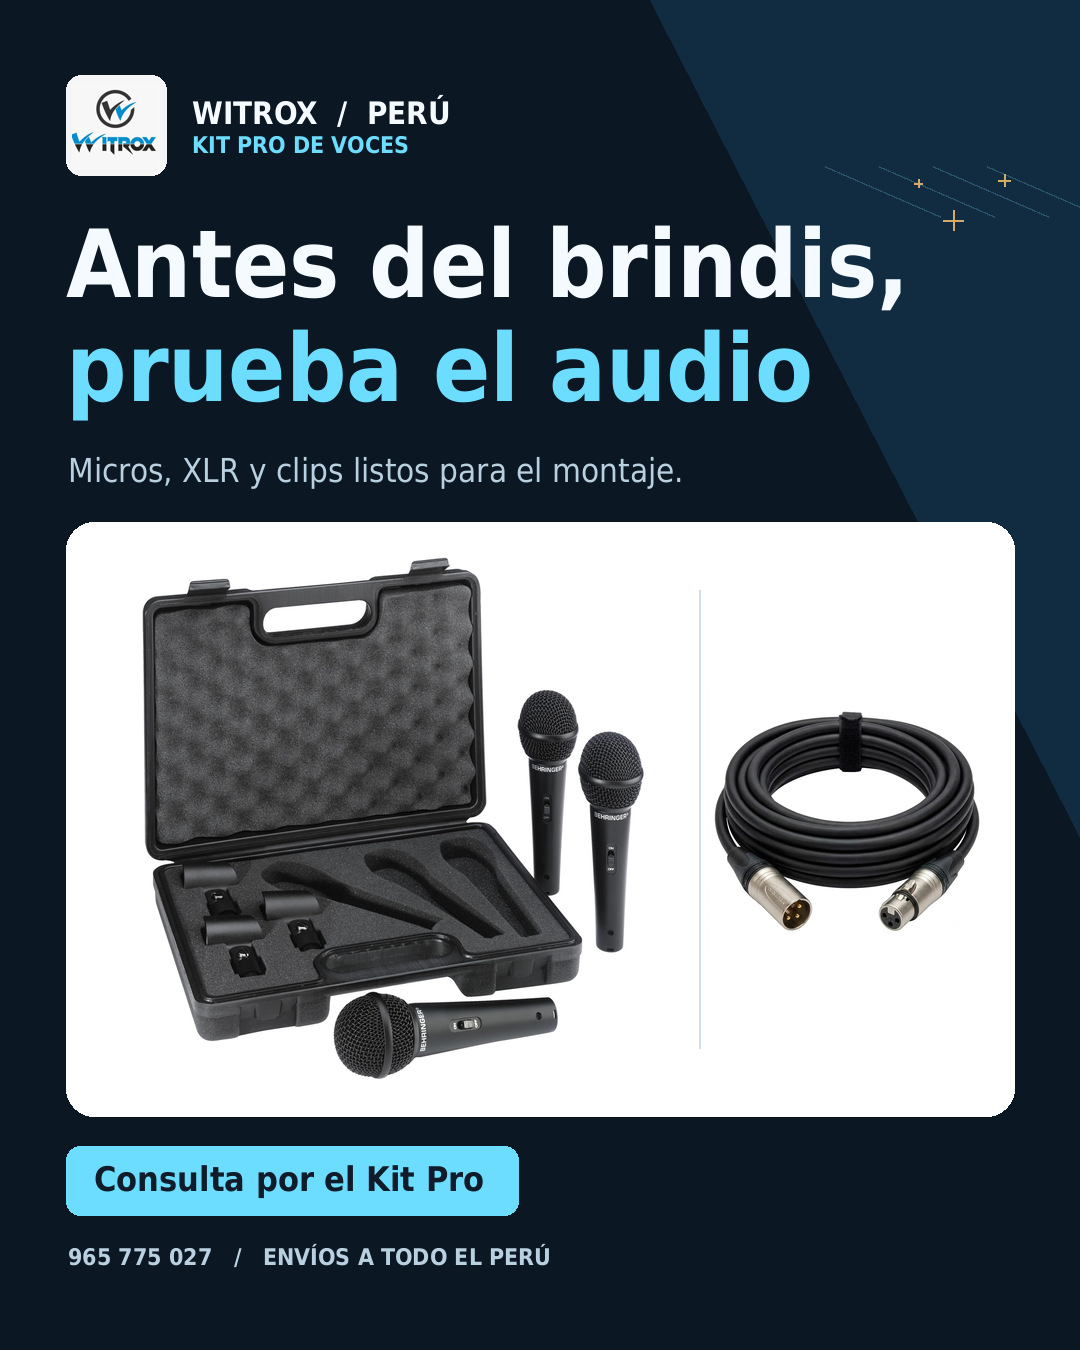 WITROX
WITROX / PERÚ
KIT PRO DE VOCES
Antes del brindis,
prueba el audio
Micros, XLR y clips listos para el montaje.
BEHRINGER
BEHRINGER
BEHRINGER
Consulta por el Kit Pro
965 775 027 / ENVÍOS A TODO EL PERÚ